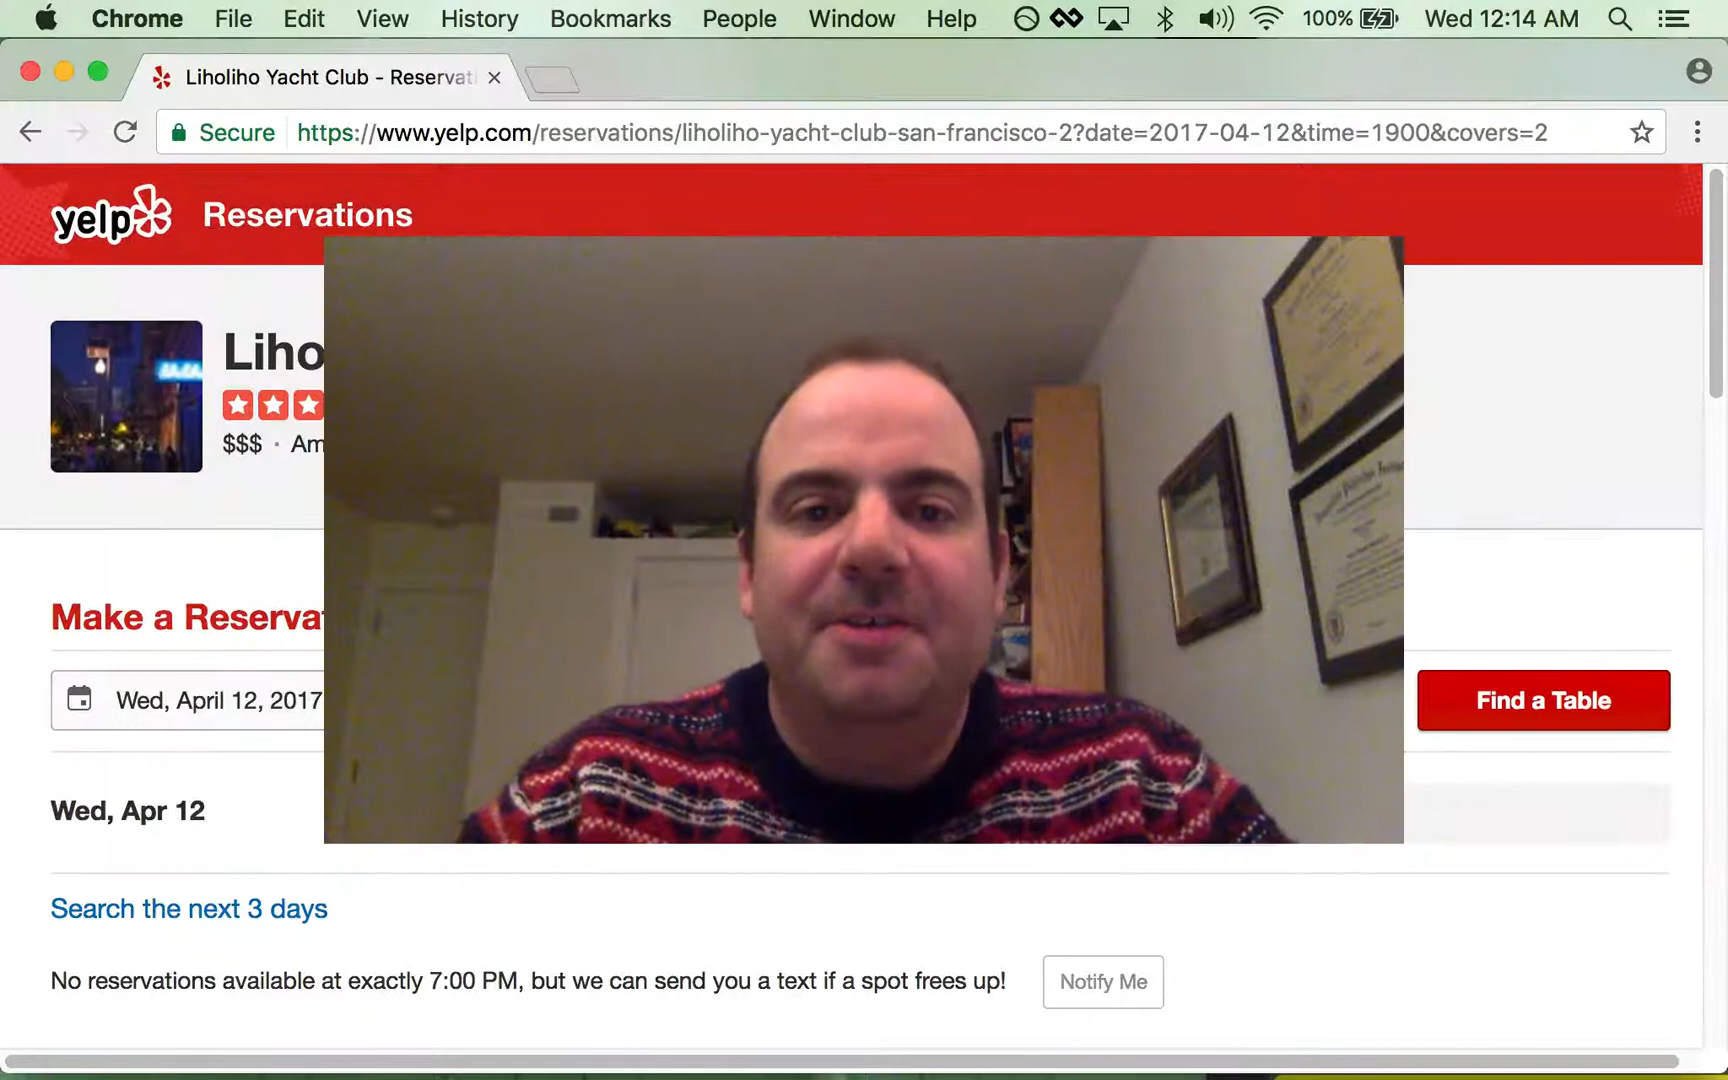 Chrome File Edit View History Bookmarks People Window Help 100% Wed 12:14 AM
Liholiho Yacht Club - Reservati
Secure https://www.yelp.com/reservations/liholiho-yacht-club-san-francisco-2?date=2017-04-12&time=1900&covers=2
yelp Reservations
Liho
$$$ · Am
Make a Reserva
Wed, April 12, 2017
Find a Table
Wed, Apr 12
Search the next 3 days
No reservations available at exactly 7:00 PM, but we can send you a text if a spot frees up!
Notify Me